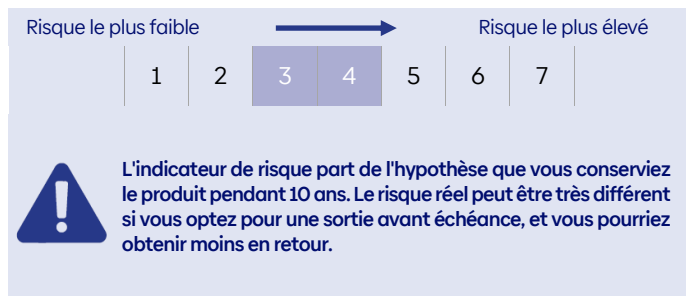 Risque le plus faible Risque le plus élevé
1 2 3 4 5 6 7
L'indicateur de risque part de l'hypothèse que vous conserviez
le produit pendant 10 ans. Le risque réel peut être très différent
si vous optez pour une sortie avant échéance, et vous pourriez
obtenir moins en retour.